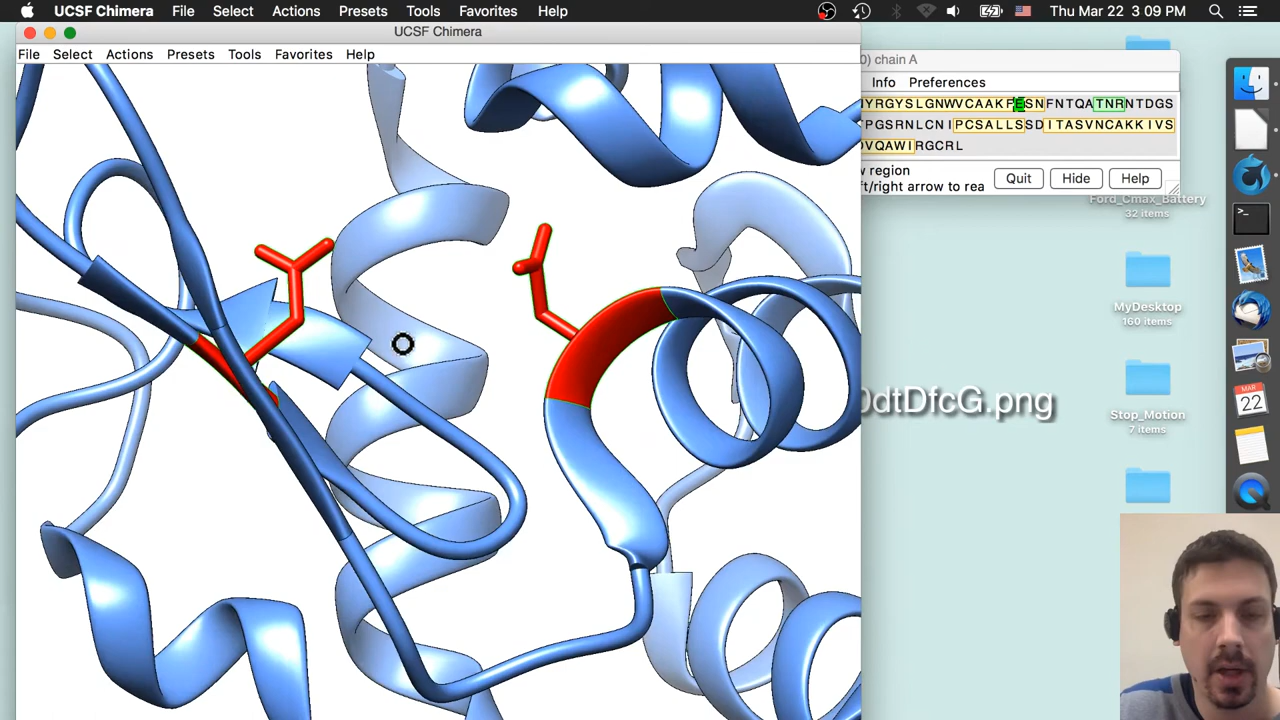 UCSF Chimera File Select Actions Presets Tools Favorites Help Thu Mar 22 3:09 PM
UCSF Chimera
File Select Actions Presets Tools Favorites Help
0) chain A
Info Preferences
YRGYSLGNWVCAAKFESNFNTQATNRNTDGS
PGSRNLCNIPCSALLSSDITASVNCAKKIVS
VQAWIRGCRL
w region
ft/right arrow to rea
Quit Hide Help
Ford_Cmax_Battery
32 items
MyDesktop
160 items
0dtDfcG.png
Stop_Motion
7 items
MAR
22